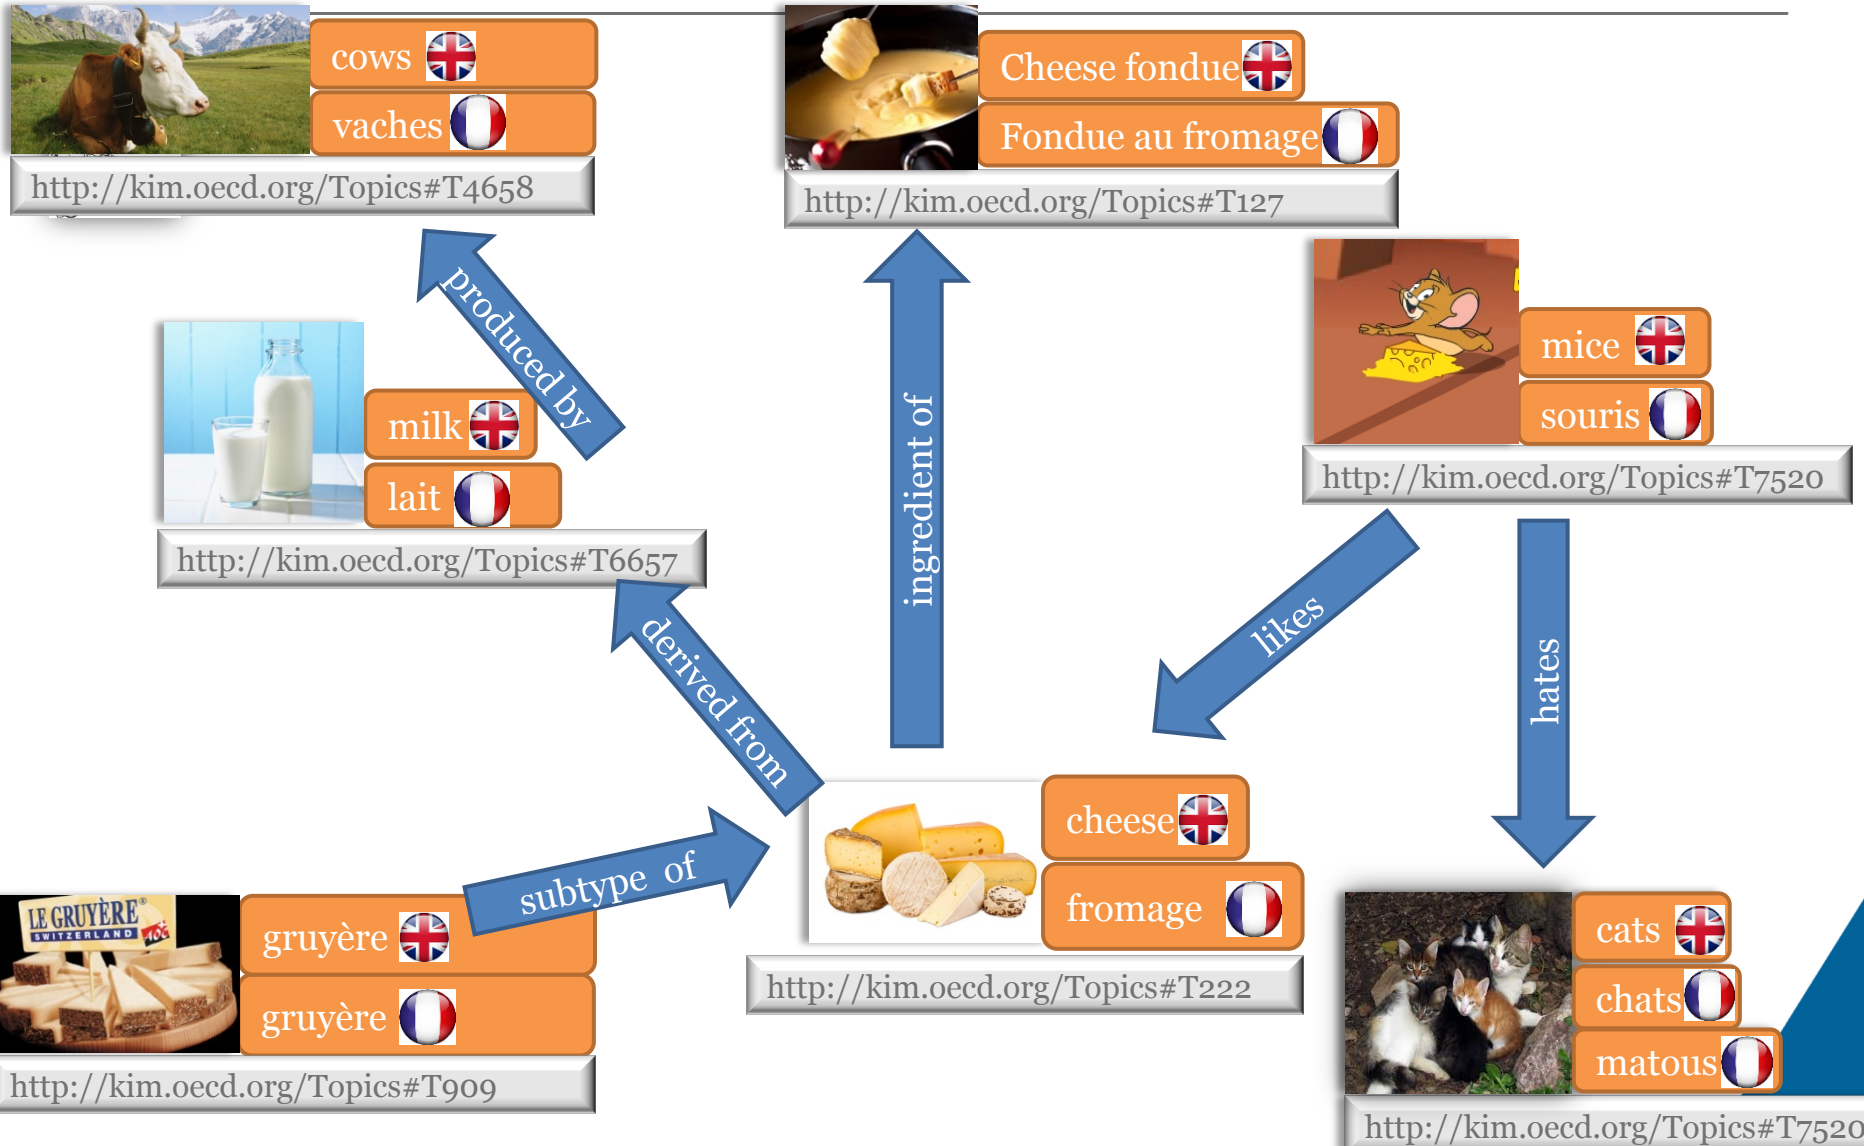 cows
vaches
http://kim.oecd.org/Topics#T4658
Cheese fondue
Fondue au fromage
http://kim.oecd.org/Topics#T127
mice
souris
http://kim.oecd.org/Topics#T7520
produced by
milk
lait
http://kim.oecd.org/Topics#T6657
ingredient of
likes
hates
derived from
cheese
fromage
http://kim.oecd.org/Topics#T222
subtype of
LE GRUYÈRE®
SWITZERLAND AOC
gruyère
gruyère
http://kim.oecd.org/Topics#T909
cats
chats
matous
http://kim.oecd.org/Topics#T7520